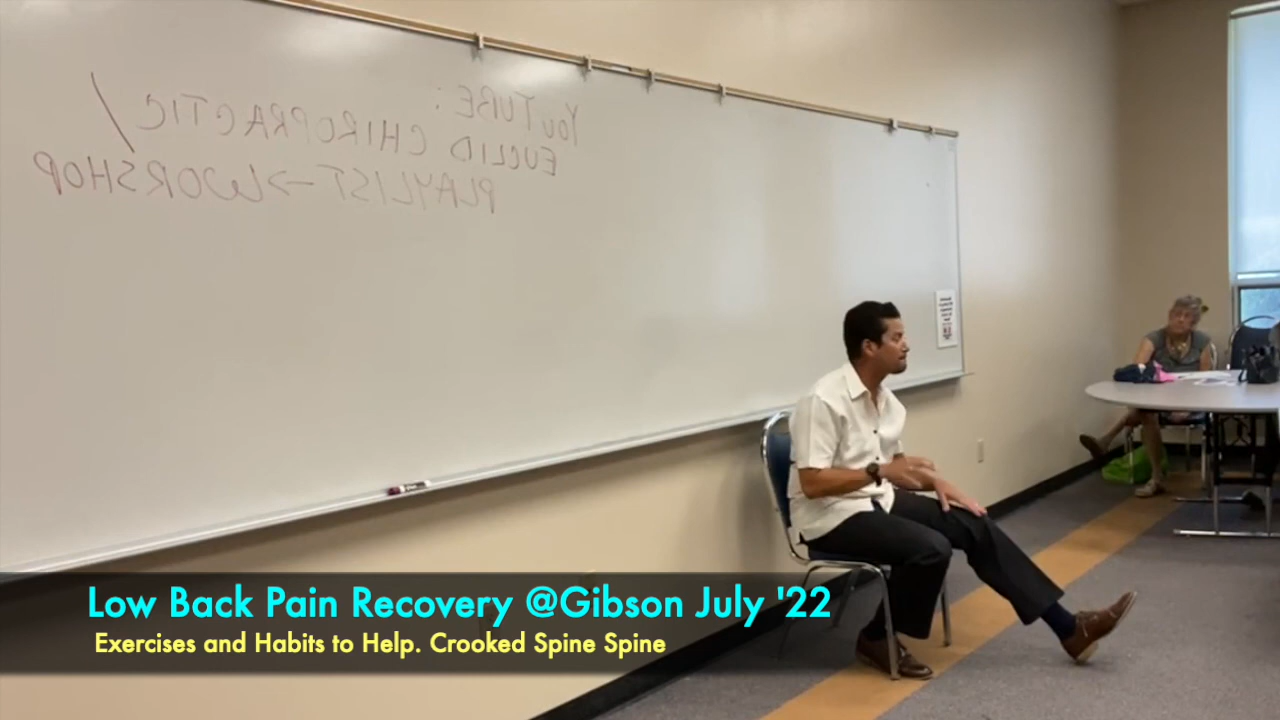 YouTUBE:
EUCLID CHIROPRACTIC /
PLAYLIST → WORSHOP
Low Back Pain Recovery @Gibson July '22
Exercises and Habits to Help. Crooked Spine Spine